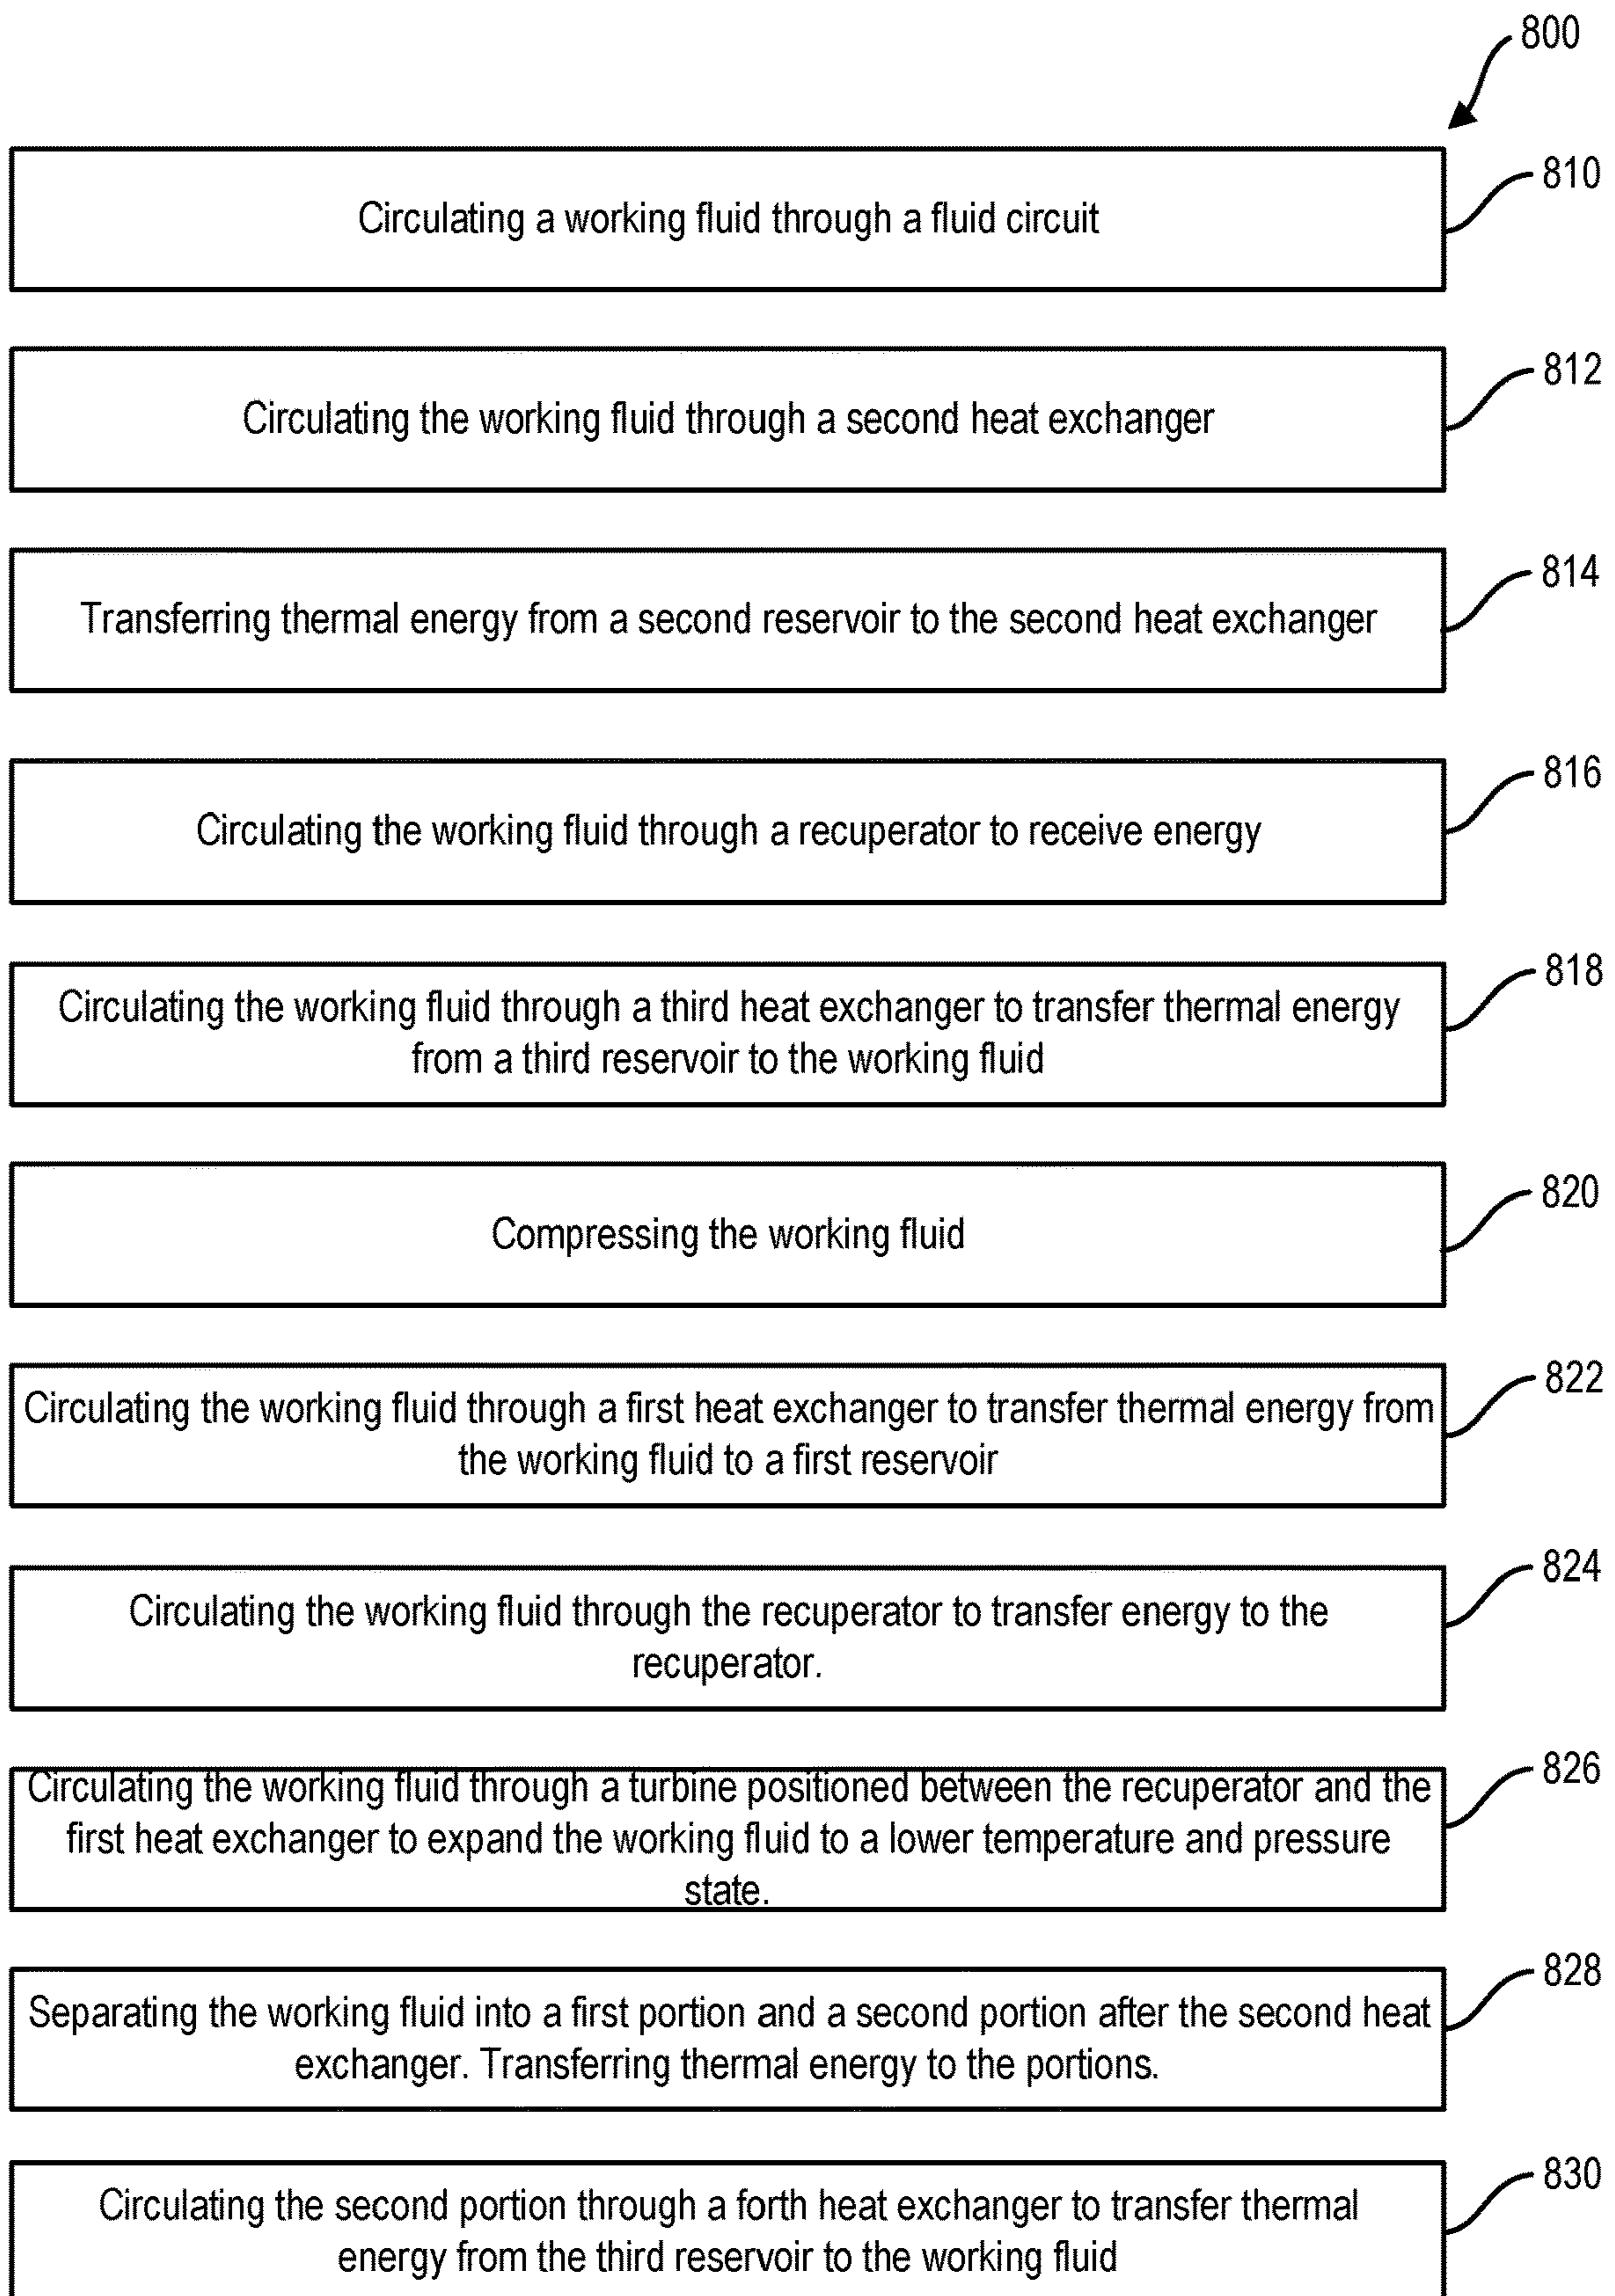 800
810
Circulating a working fluid through a fluid circuit
812
Circulating the working fluid through a second heat exchanger
814
Transferring thermal energy from a second reservoir to the second heat exchanger
816
Circulating the working fluid through a recuperator to receive energy
818
Circulating the working fluid through a third heat exchanger to transfer thermal energy
from a third reservoir to the working fluid
820
Compressing the working fluid
822
Circulating the working fluid through a first heat exchanger to transfer thermal energy from
the working fluid to a first reservoir
824
Circulating the working fluid through the recuperator to transfer energy to the
recuperator.
826
Circulating the working fluid through a turbine positioned between the recuperator and the
first heat exchanger to expand the working fluid to a lower temperature and pressure
state.
828
Separating the working fluid into a first portion and a second portion after the second heat
exchanger. Transferring thermal energy to the portions.
830
Circulating the second portion through a forth heat exchanger to transfer thermal
energy from the third reservoir to the working fluid